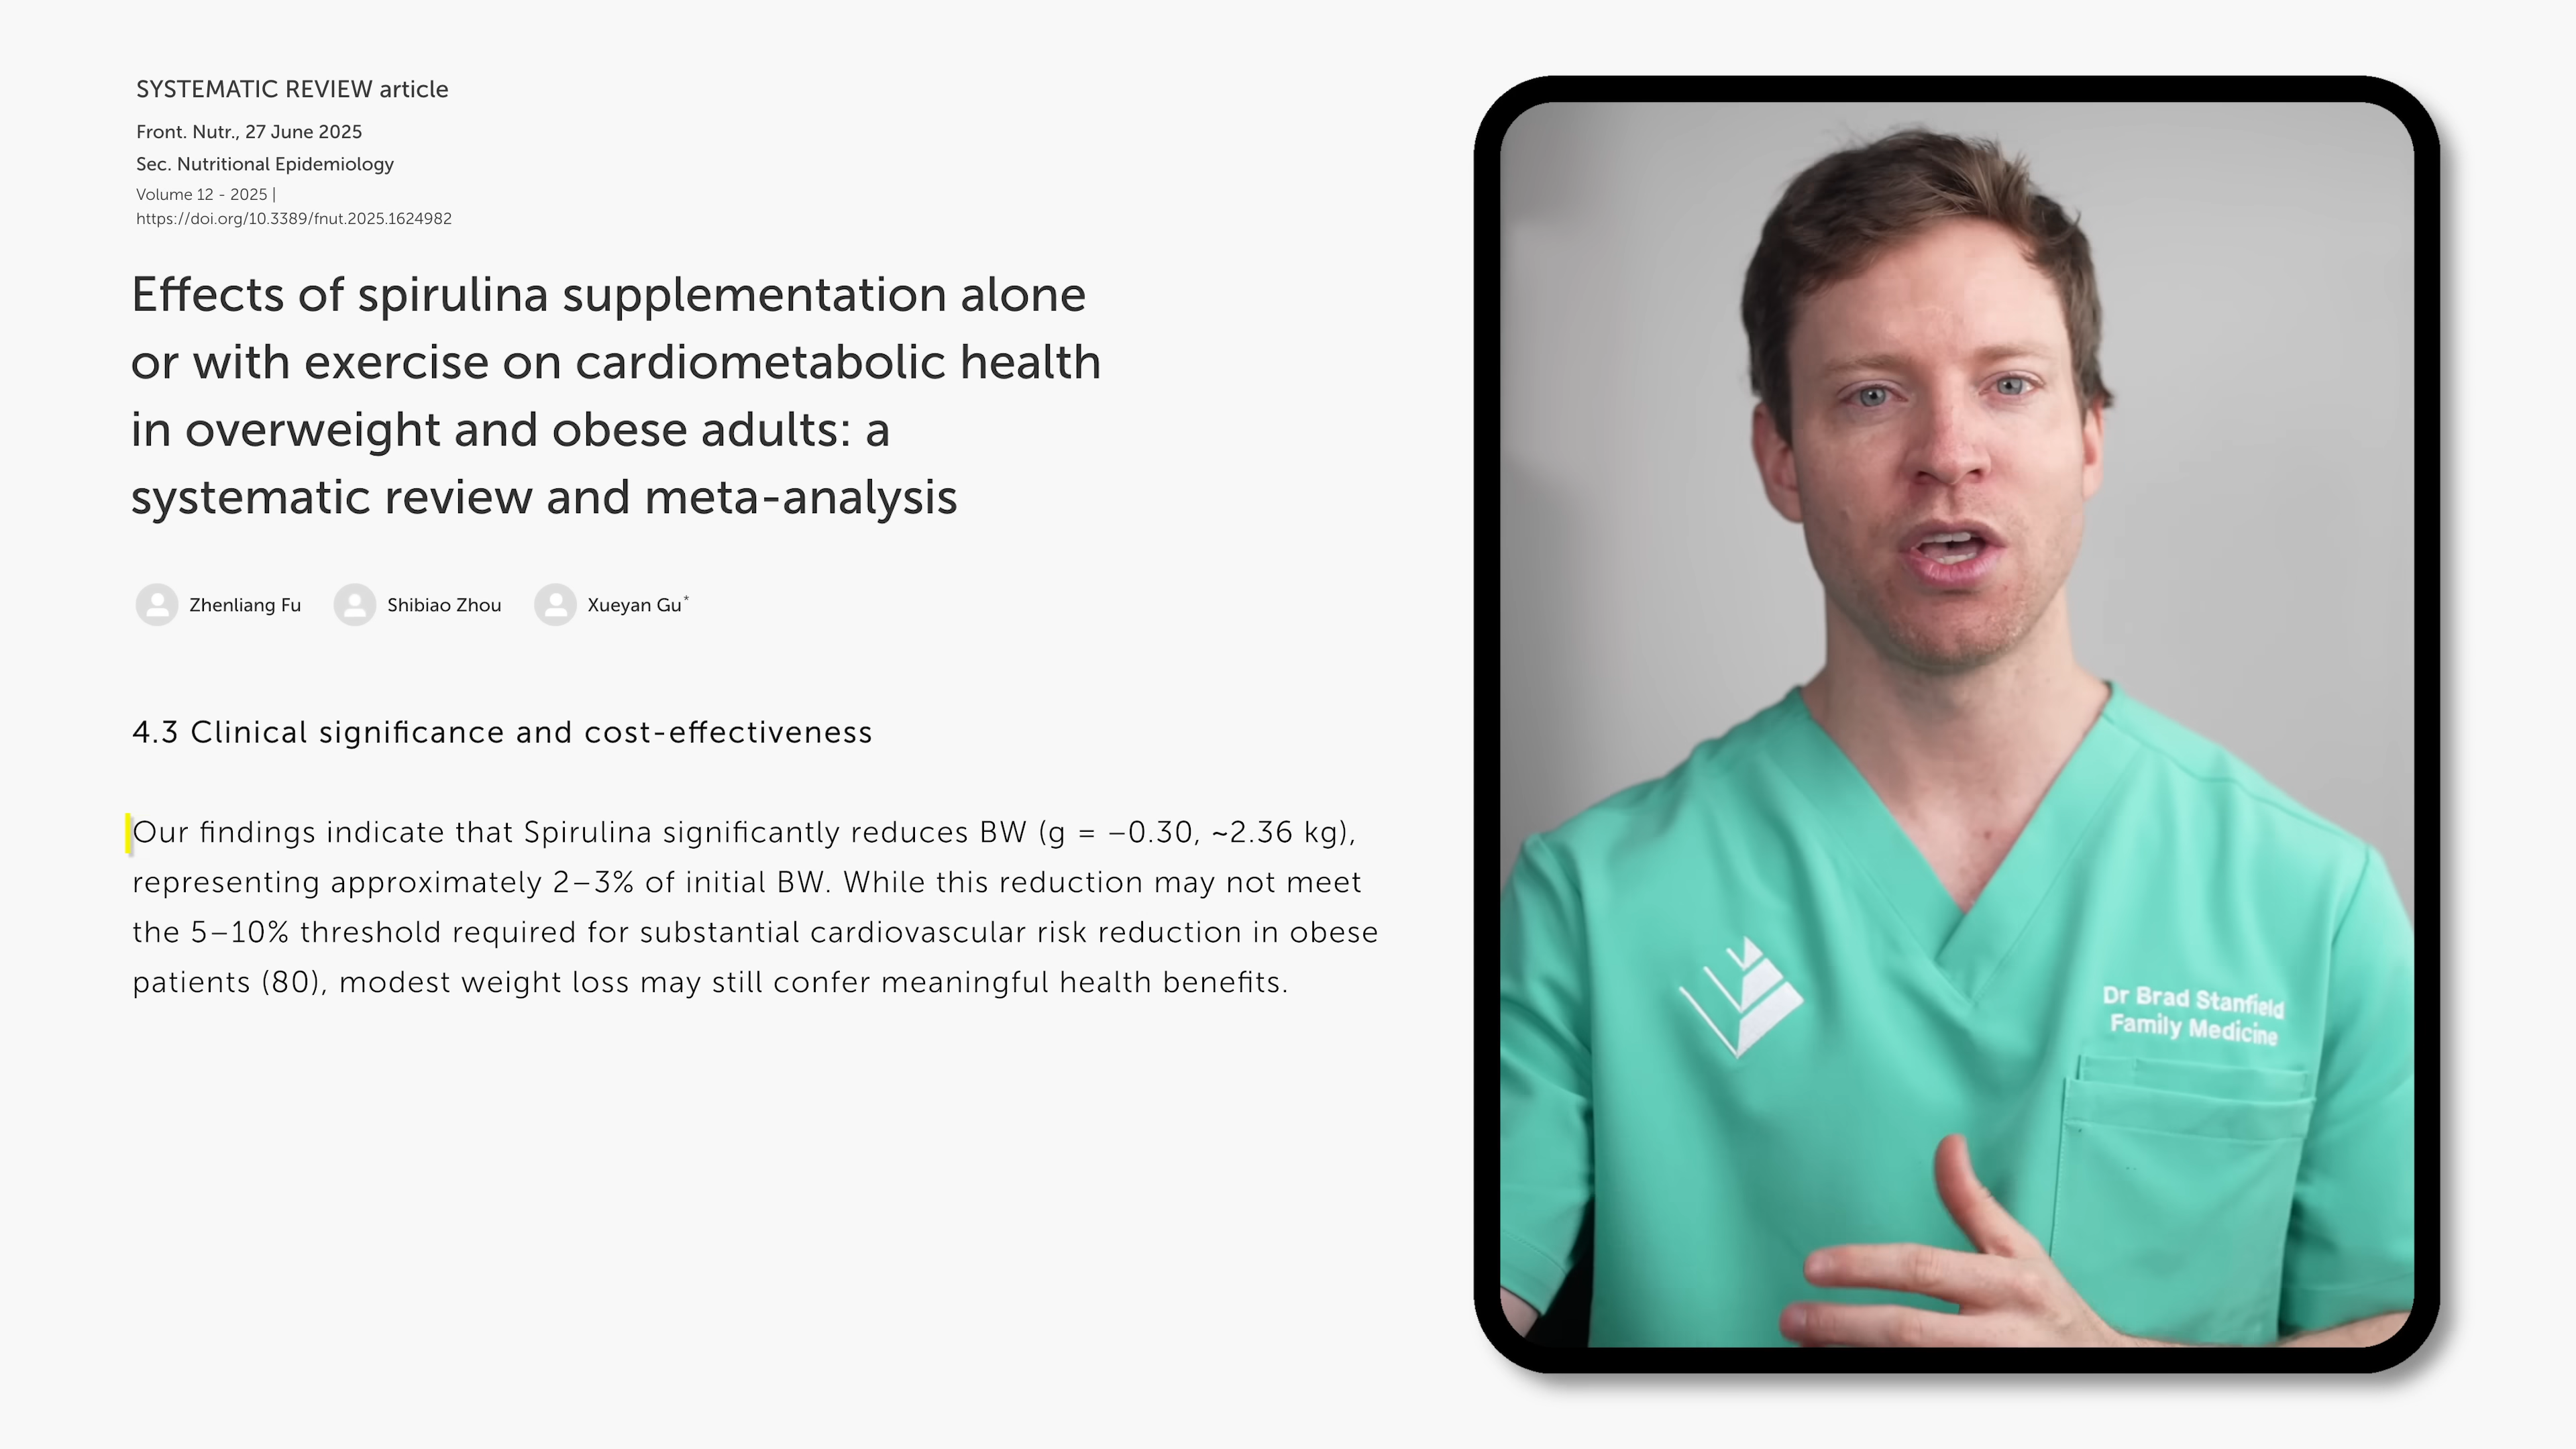 SYSTEMATIC REVIEW article
Front. Nutr., 27 June 2025
Sec. Nutritional Epidemiology
Volume 12 - 2025 |
https://doi.org/10.3389/fnut.2025.1624982
Effects of spirulina supplementation alone
or with exercise on cardiometabolic health
in overweight and obese adults: a
systematic review and meta-analysis
Zhenliang Fu Shibiao Zhou Xueyan Gu*
4.3 Clinical significance and cost-effectiveness
Our findings indicate that Spirulina significantly reduces BW (g = −0.30, ~2.36 kg),
representing approximately 2–3% of initial BW. While this reduction may not meet
the 5–10% threshold required for substantial cardiovascular risk reduction in obese
patients (80), modest weight loss may still confer meaningful health benefits.
Dr Brad Stanfield
Family Medicine